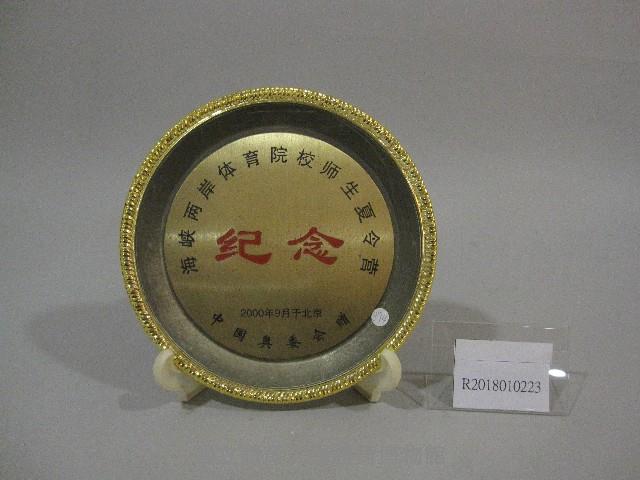 海峡两岸体育院校师生夏令营
纪念
2000年9月于北京
中国奥委会赠
R2018010223